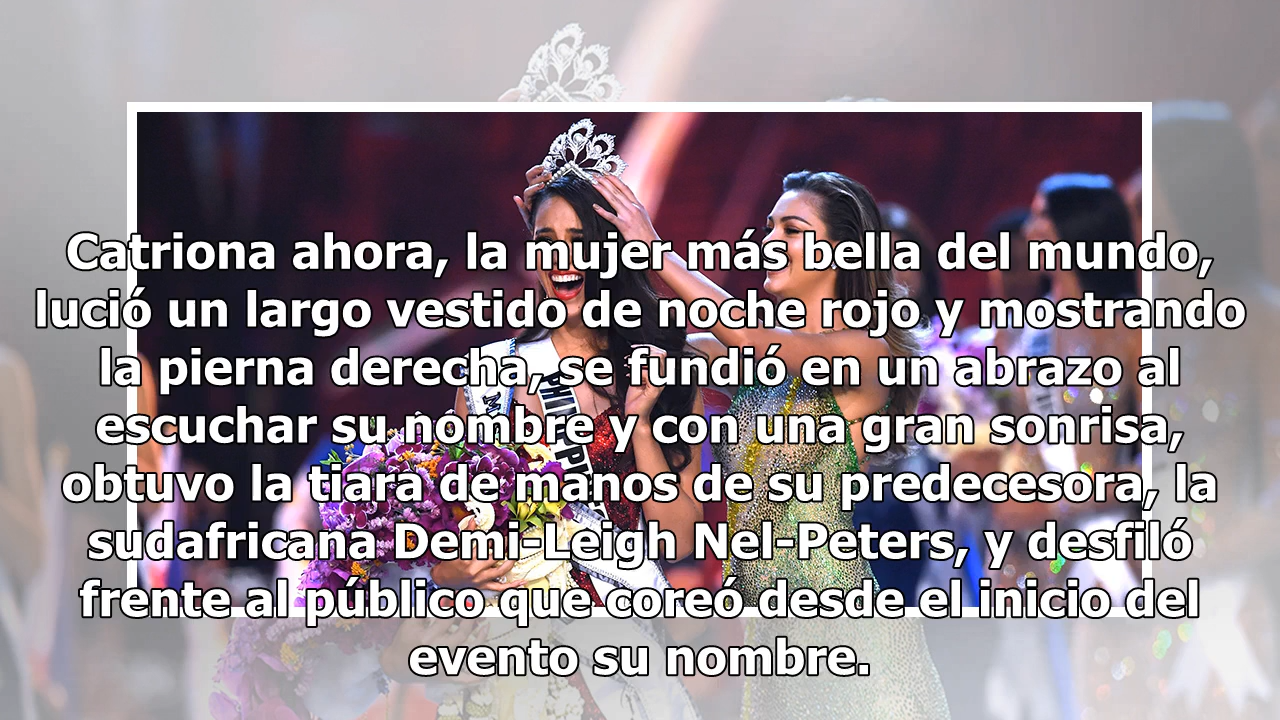 Catriona ahora, la mujer más bella del mundo,
lució un largo vestido de noche rojo y mostrando
la pierna derecha, se fundió en un abrazo al
escuchar su nombre y con una gran sonrisa,
obtuvo la tiara de manos de su predecesora, la
sudafricana Demi-Leigh Nel-Peters, y desfiló
frente al público que coreó desde el inicio del
evento su nombre.